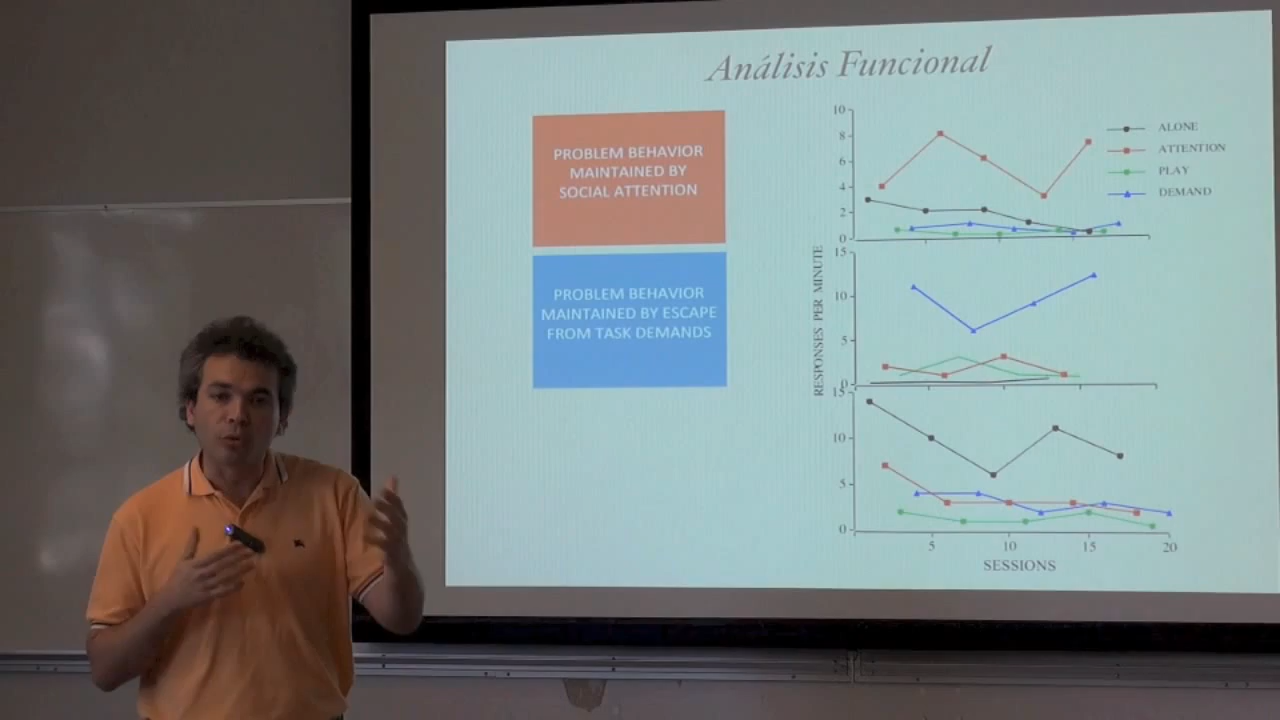 Análisis Funcional
PROBLEM BEHAVIOR
MAINTAINED BY
SOCIAL ATTENTION
PROBLEM BEHAVIOR
MAINTAINED BY ESCAPE
FROM TASK DEMANDS
10
8
6
4
2
0
ALONE
ATTENTION
PLAY
DEMAND
RESPONSES PER MINUTE
15
10
5
0
15
10
5
0
5
10
15
20
SESSIONS